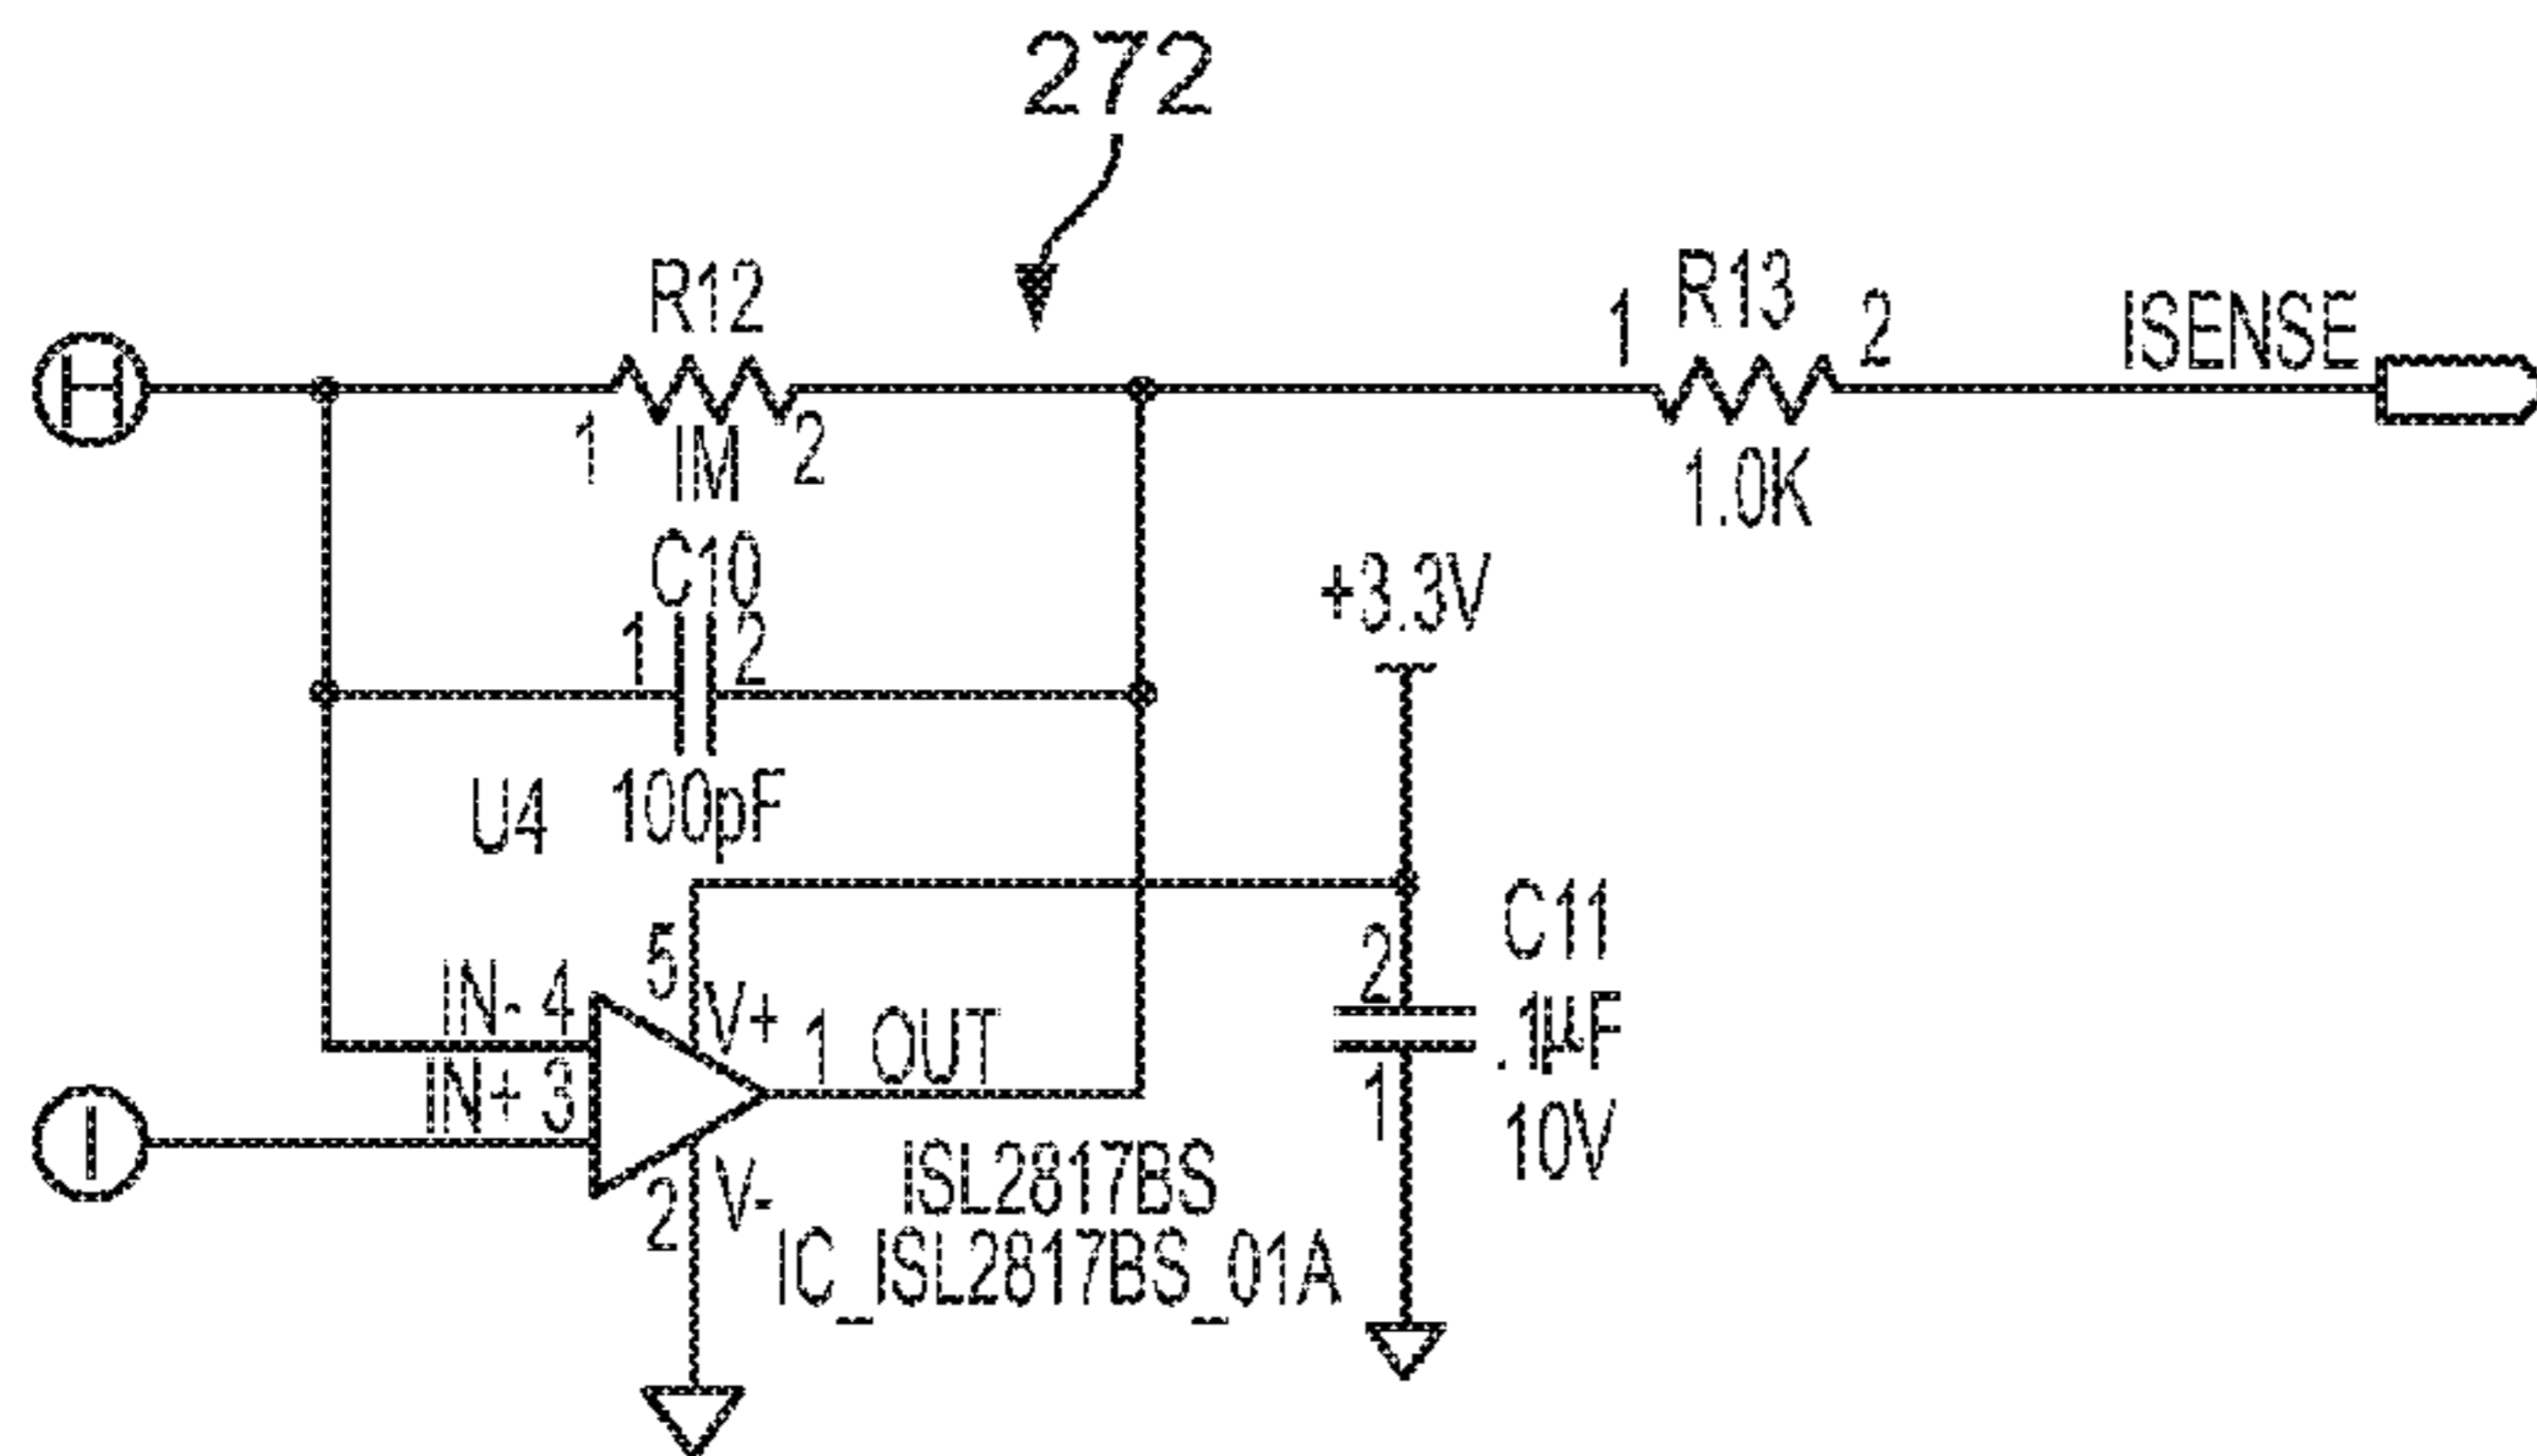 272
R12
1 1M 2
R13
1 2
1.0K
ISENSE
H
C10
1 2
100pF
+3.3V
U4
5
V+
IN- 4
IN+ 3
1 OUT
2
V-
I
2
1
C11
.1µF
10V
ISL2817BS
IC_ISL2817BS_01A